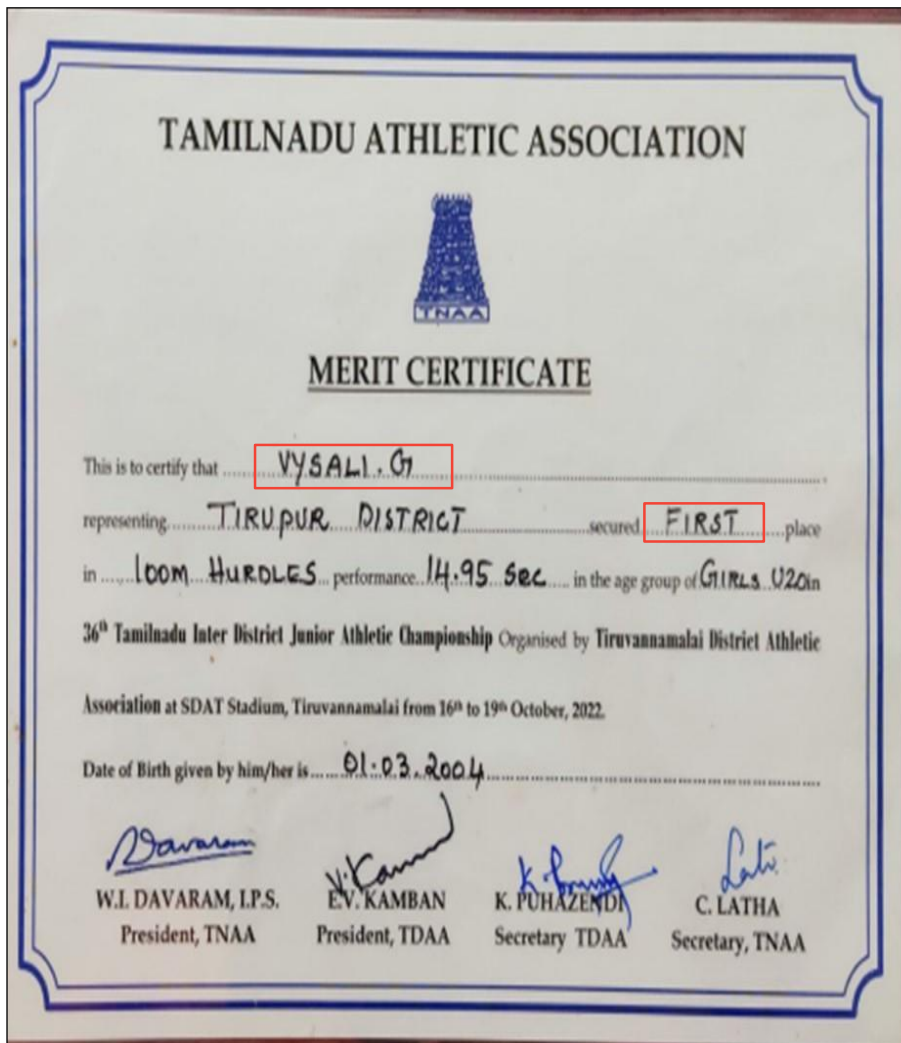 TAMILNADU ATHLETIC ASSOCIATION
TNAA
MERIT CERTIFICATE
This is to certify that VYSALI. G
representing TIRUPUR DISTRICT secured FIRST place
in 100m HURDLES performance 14.95 Sec in the age group of GIRLS U20 in
36th Tamilnadu Inter District Junior Athletic Championship Organised by Tiruvannamalai District Athletic
Association at SDAT Stadium, Tiruvannamalai from 16th to 19th October, 2022.
Date of Birth given by him/her is 01.03.2004
Davaram V. Kamban K. Latì
W.I. DAVARAM, I.P.S. E.V. KAMBAN K. PUHAZENDI C. LATHA
President, TNAA President, TDAA Secretary TDAA Secretary, TNAA